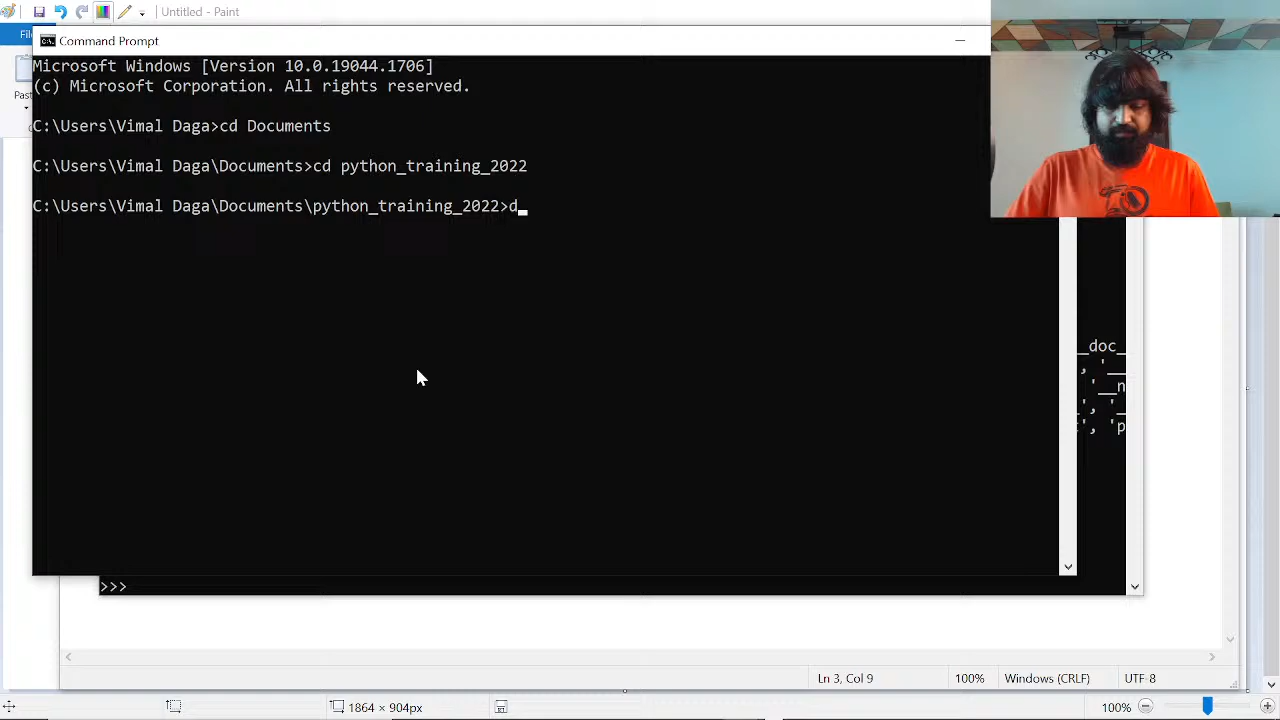 Untitled - Paint
Command Prompt
Microsoft Windows [Version 10.0.19044.1706]
(c) Microsoft Corporation. All rights reserved.
C:\Users\Vimal Daga>cd Documents
C:\Users\Vimal Daga\Documents>cd python_training_2022
C:\Users\Vimal Daga\Documents\python_training_2022>d
_doc_
, '__
'__n
', '_
', 'p
>>>
Ln 3, Col 9
100%
Windows (CRLF)
UTF-8
1864 × 904px
100%